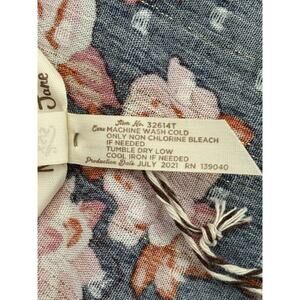 Jane
Item No. 32614T
Care MACHINE WASH COLD
ONLY NON CHLORINE BLEACH
IF NEEDED
TUMBLE DRY LOW
COOL IRON IF NEEDED
Production Date JULY 2021 RN 139040